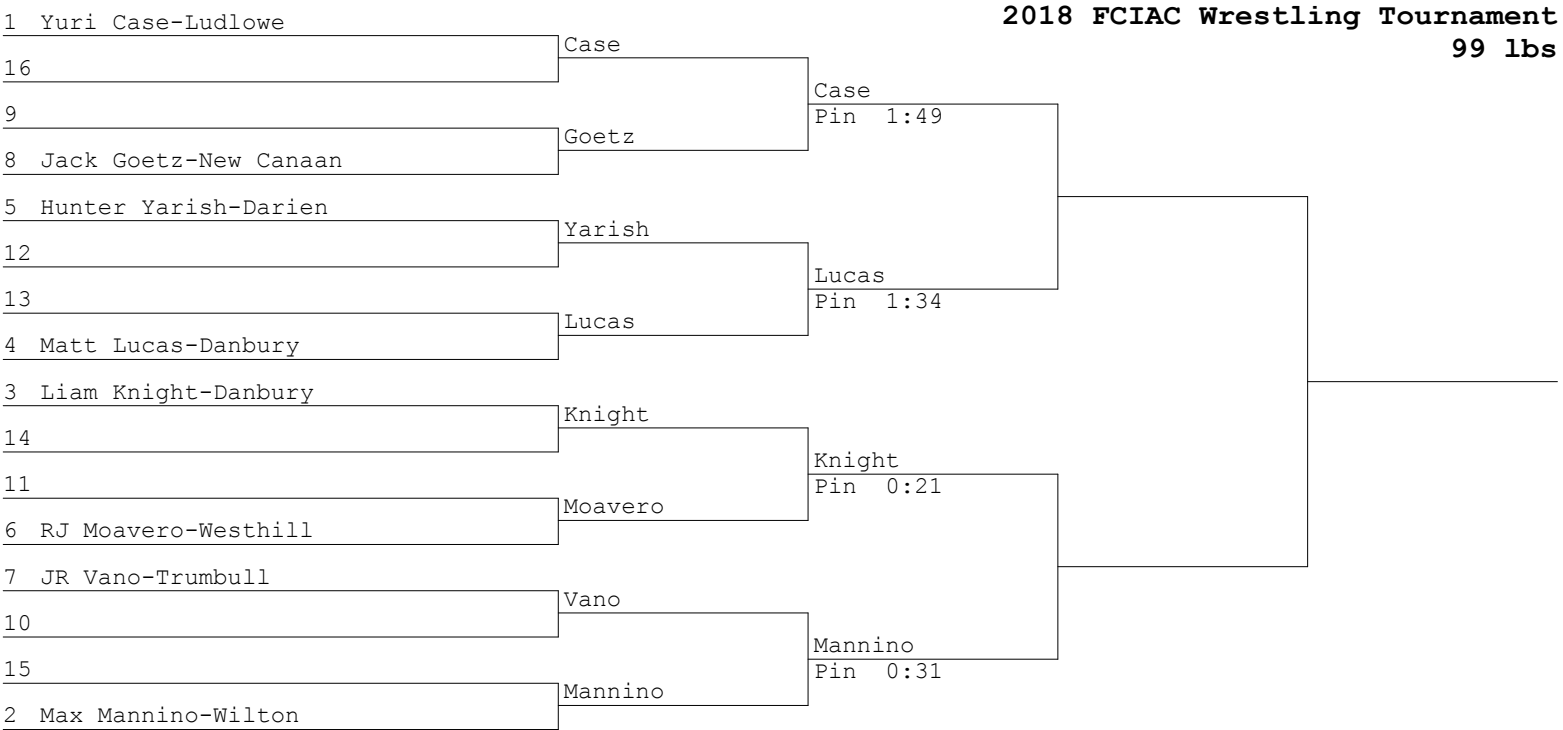 2018 FCIAC Wrestling Tournament
99 lbs
1 Yuri Case-Ludlowe
16
9
8 Jack Goetz-New Canaan
5 Hunter Yarish-Darien
12
13
4 Matt Lucas-Danbury
3 Liam Knight-Danbury
14
11
6 RJ Moavero-Westhill
7 JR Vano-Trumbull
10
15
2 Max Mannino-Wilton
Case
Goetz
Yarish
Lucas
Knight
Moavero
Vano
Mannino
Case
Pin 1:49
Lucas
Pin 1:34
Knight
Pin 0:21
Mannino
Pin 0:31